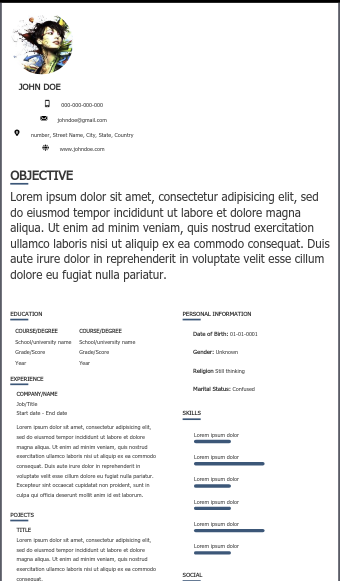 JOHN DOE
000-000-000-000
johndoe@gmail.com
number, Street Name, City, State, Country
www.johndoe.com
OBJECTIVE
Lorem ipsum dolor sit amet, consectetur adipisicing elit, sed
do eiusmod tempor incididunt ut labore et dolore magna
aliqua. Ut enim ad minim veniam, quis nostrud exercitation
ullamco laboris nisi ut aliquip ex ea commodo consequat. Duis
aute irure dolor in reprehenderit in voluptate velit esse cillum
dolore eu fugiat nulla pariatur.
EDUCATION
COURSE/DEGREE COURSE/DEGREE
School/university name School/university name
Grade/Score Grade/Score
Year Year
EXPERIENCE
COMPANY/NAME
Job/Title
Start date - End date
Lorem ipsum dolor sit amet, consectetur adipisicing elit,
sed do eiusmod tempor incididunt ut labore et dolore
magna aliqua. Ut enim ad minim veniam, quis nostrud
exercitation ullamco laboris nisi ut aliquip ex ea commodo
consequat. Duis aute irure dolor in reprehenderit in
voluptate velit esse cillum dolore eu fugiat nulla pariatur.
Excepteur sint occaecat cupidatat non proident, sunt in
culpa qui officia deserunt mollit anim id est laborum.
POJECTS
TITLE
Lorem ipsum dolor sit amet, consectetur adipisicing elit,
sed do eiusmod tempor incididunt ut labore et dolore
magna aliqua. Ut enim ad minim veniam, quis nostrud
exercitation ullamco laboris nisi ut aliquip ex ea commodo
consequat. Duis aute irure dolor in reprehenderit in
PERSONAL INFORMATION
Date of Birth: 01-01-0001
Gender: Unknown
Religion Still thinking
Marital Status: Confused
SKILLS
Lorem ipsum dolor
Lorem ipsum dolor
Lorem ipsum dolor
Lorem ipsum dolor
Lorem ipsum dolor
Lorem ipsum dolor
SOCIAL